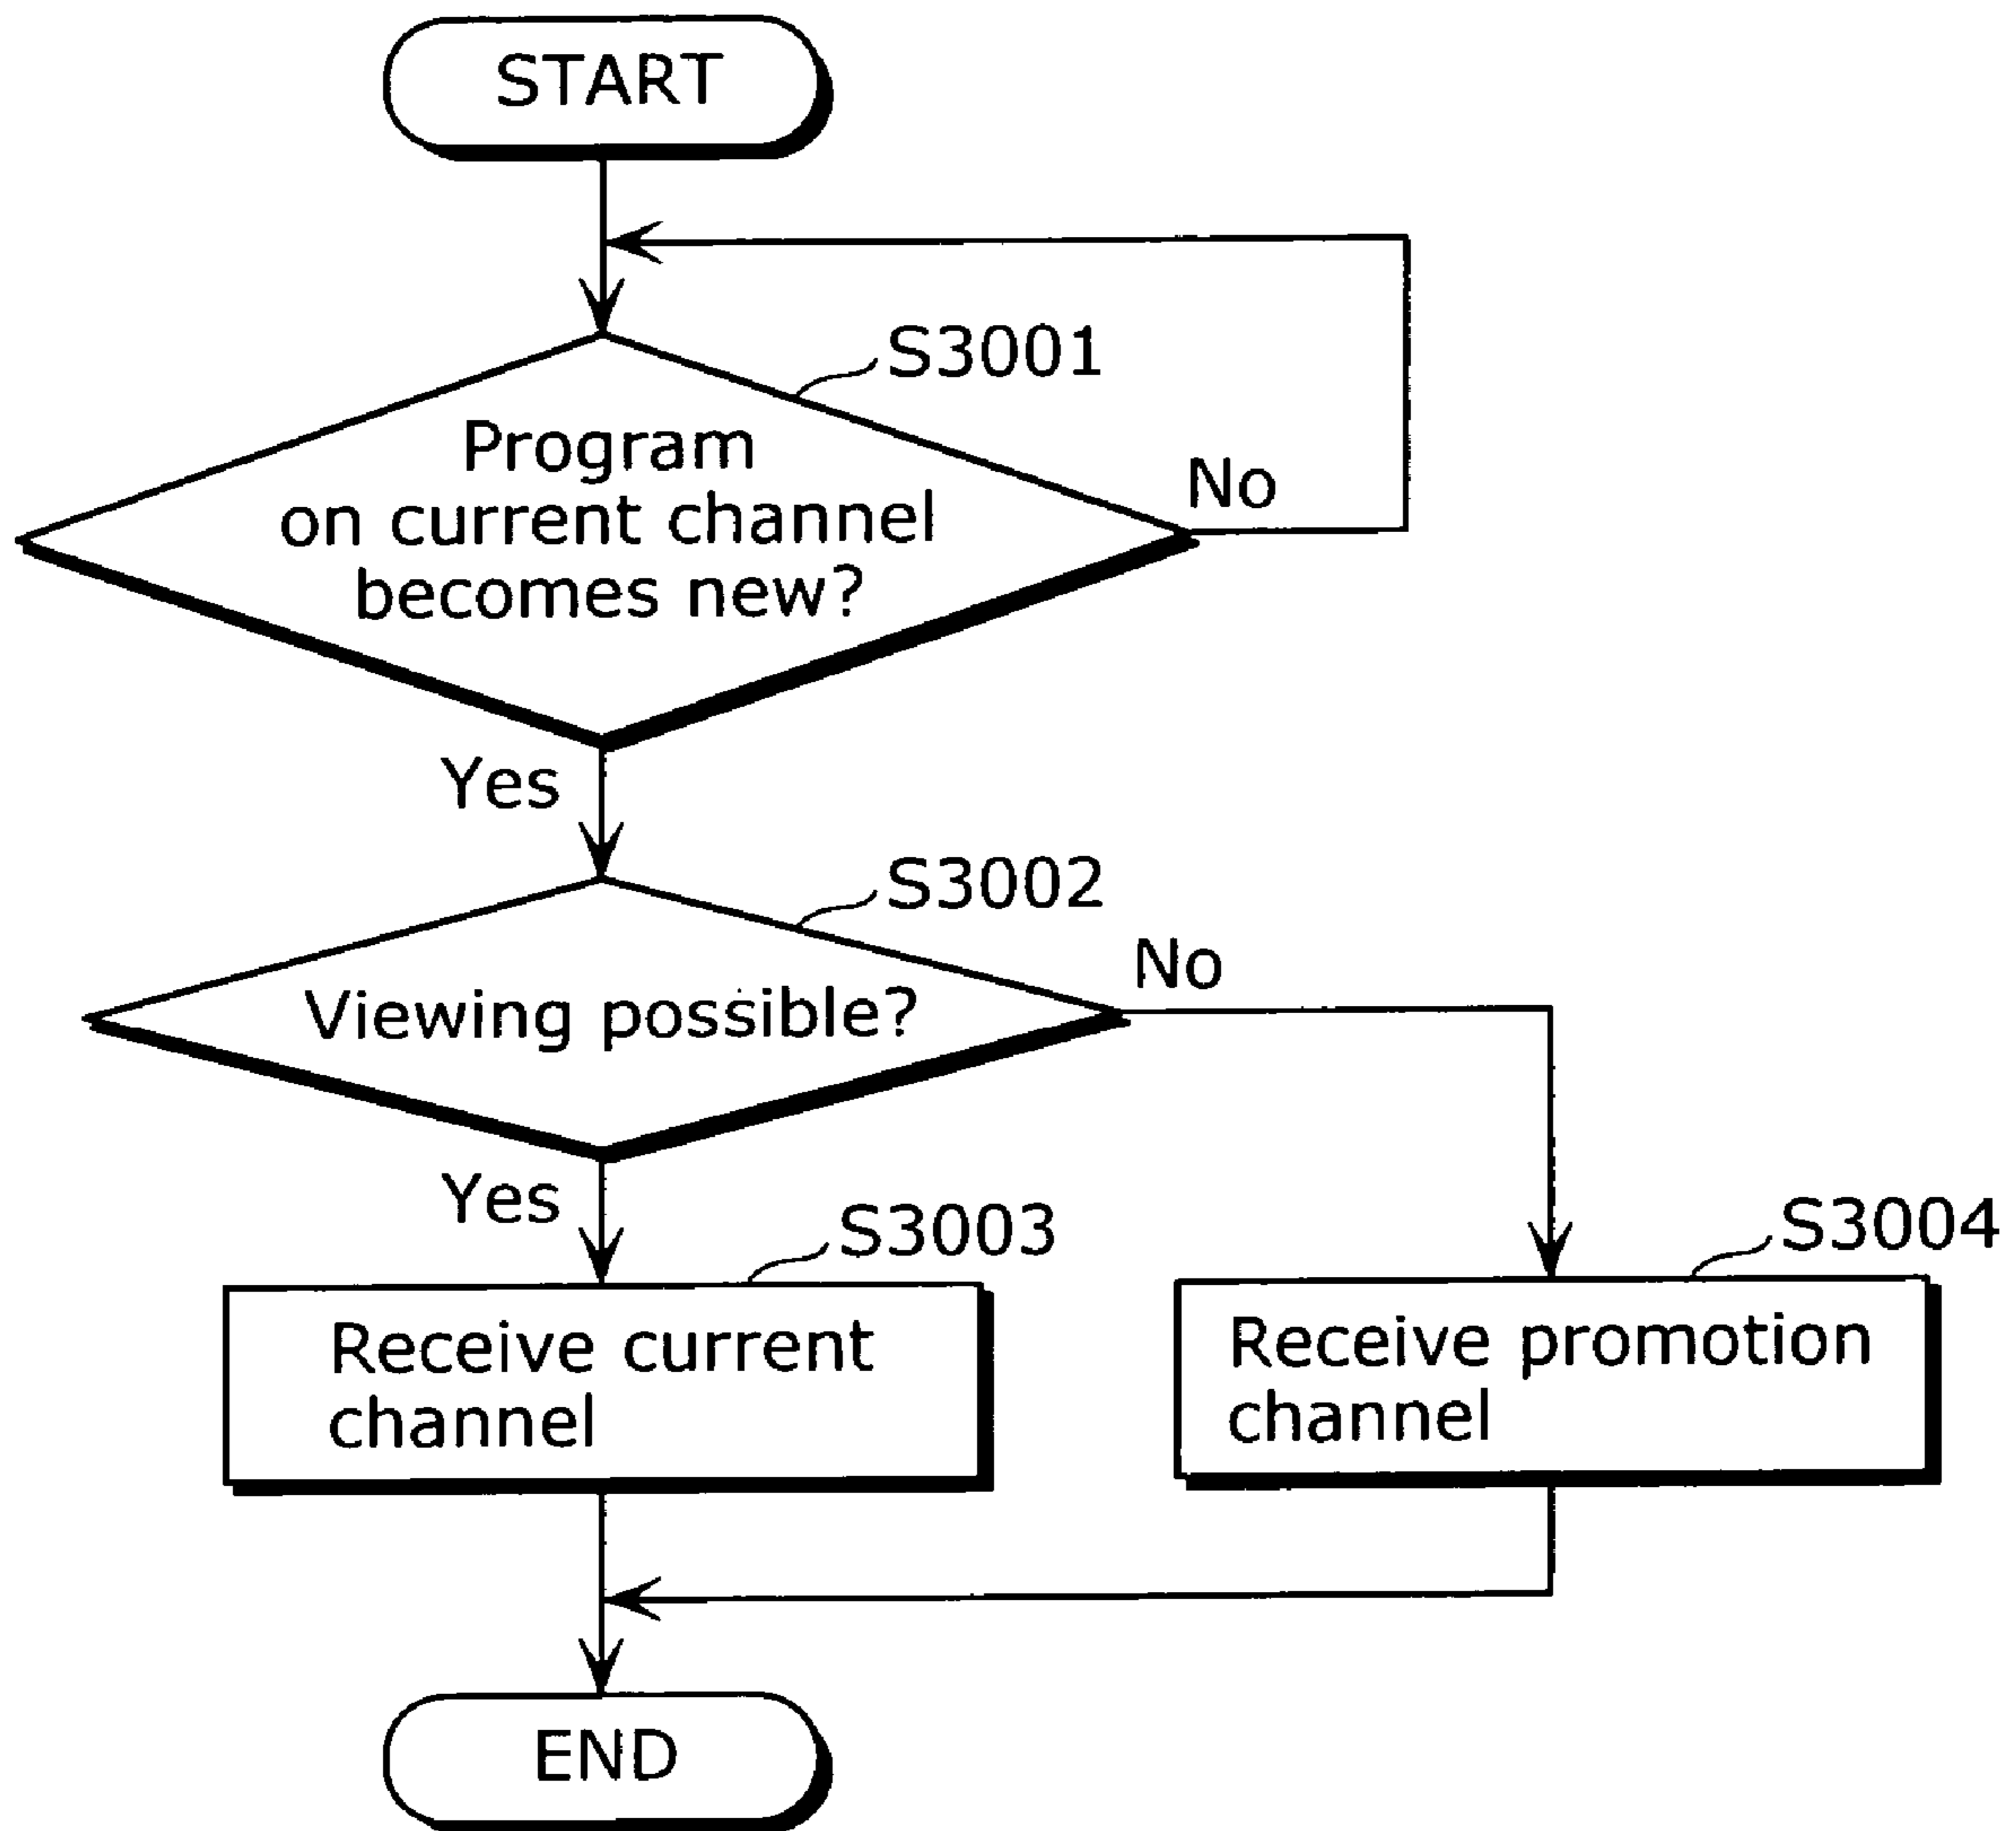 START
S3001
Program
on current channel
becomes new?
No
Yes
S3002
No
Viewing possible?
Yes
S3003
S3004
Receive current
channel
Receive promotion
channel
END